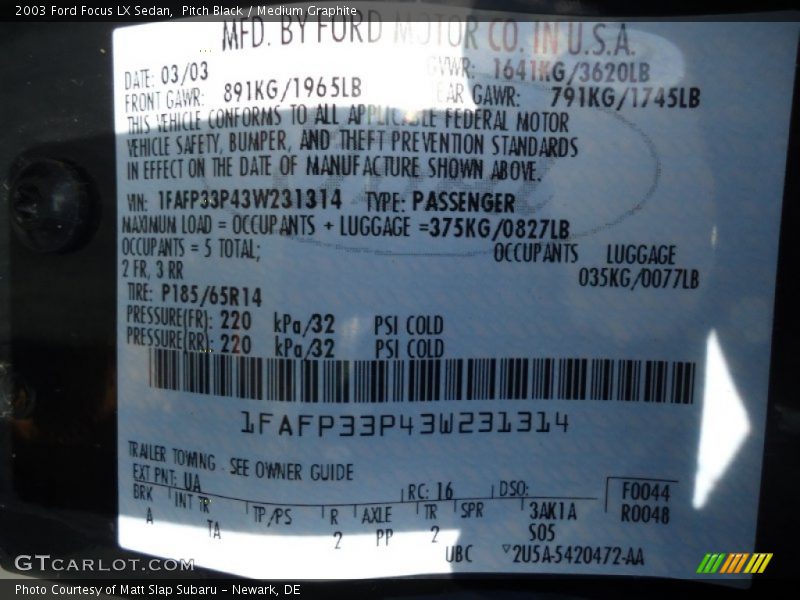 2003 Ford Focus LX Sedan, Pitch Black / Medium Graphite
MFD. BY FORD MOTOR CO. IN U.S.A.
DATE: 03/03 GVWR: 1641KG/3620LB
FRONT GAWR: 891KG/1965LB REAR GAWR: 791KG/1745LB
THIS VEHICLE CONFORMS TO ALL APPLICABLE FEDERAL MOTOR
VEHICLE SAFETY, BUMPER, AND THEFT PREVENTION STANDARDS
IN EFFECT ON THE DATE OF MANUFACTURE SHOWN ABOVE.
VIN: 1FAFP33P43W231314 TYPE: PASSENGER
MAXIMUM LOAD = OCCUPANTS + LUGGAGE =375KG/0827LB
OCCUPANTS = 5 TOTAL; OCCUPANTS LUGGAGE
2 FR, 3 RR 035KG/0077LB
TIRE: P185/65R14
PRESSURE(FR): 220 kPa/32 PSI COLD
PRESSURE(RR): 220 kPa/32 PSI COLD
1FAFP33P43W231314
TRAILER TOWING - SEE OWNER GUIDE
EXT PNT: UA RC: 16 DSO: F0044
BRK INT TR TP/PS R AXLE TR SPR 3AK1A R0048
A TA 2 PP 2 S05
UBC ▽2U5A-5420472-AA
GTCARLOT.COM
Photo Courtesy of Matt Slap Subaru - Newark, DE